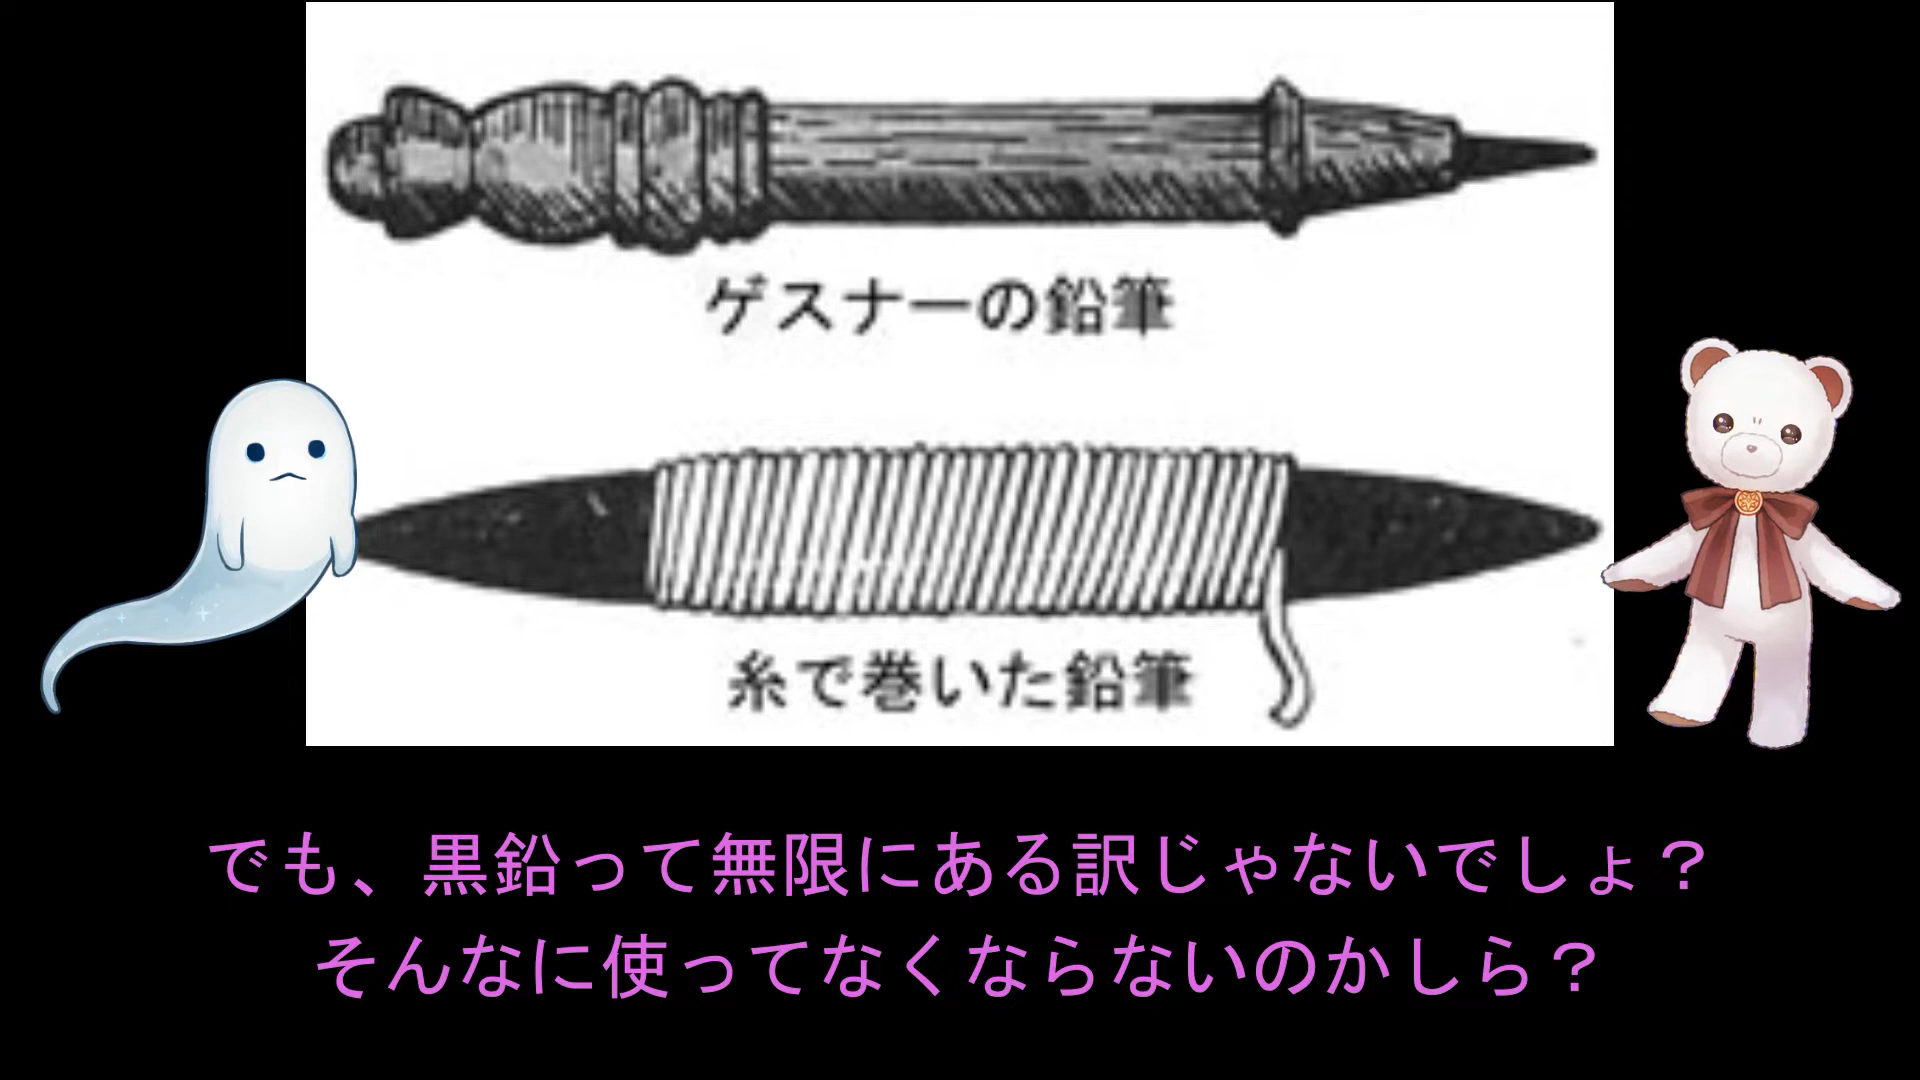 ゲスナーの鉛筆
糸で巻いた鉛筆
でも、黒鉛って無限にある訳じゃないでしょ？
そんなに使ってなくならないのかしら？